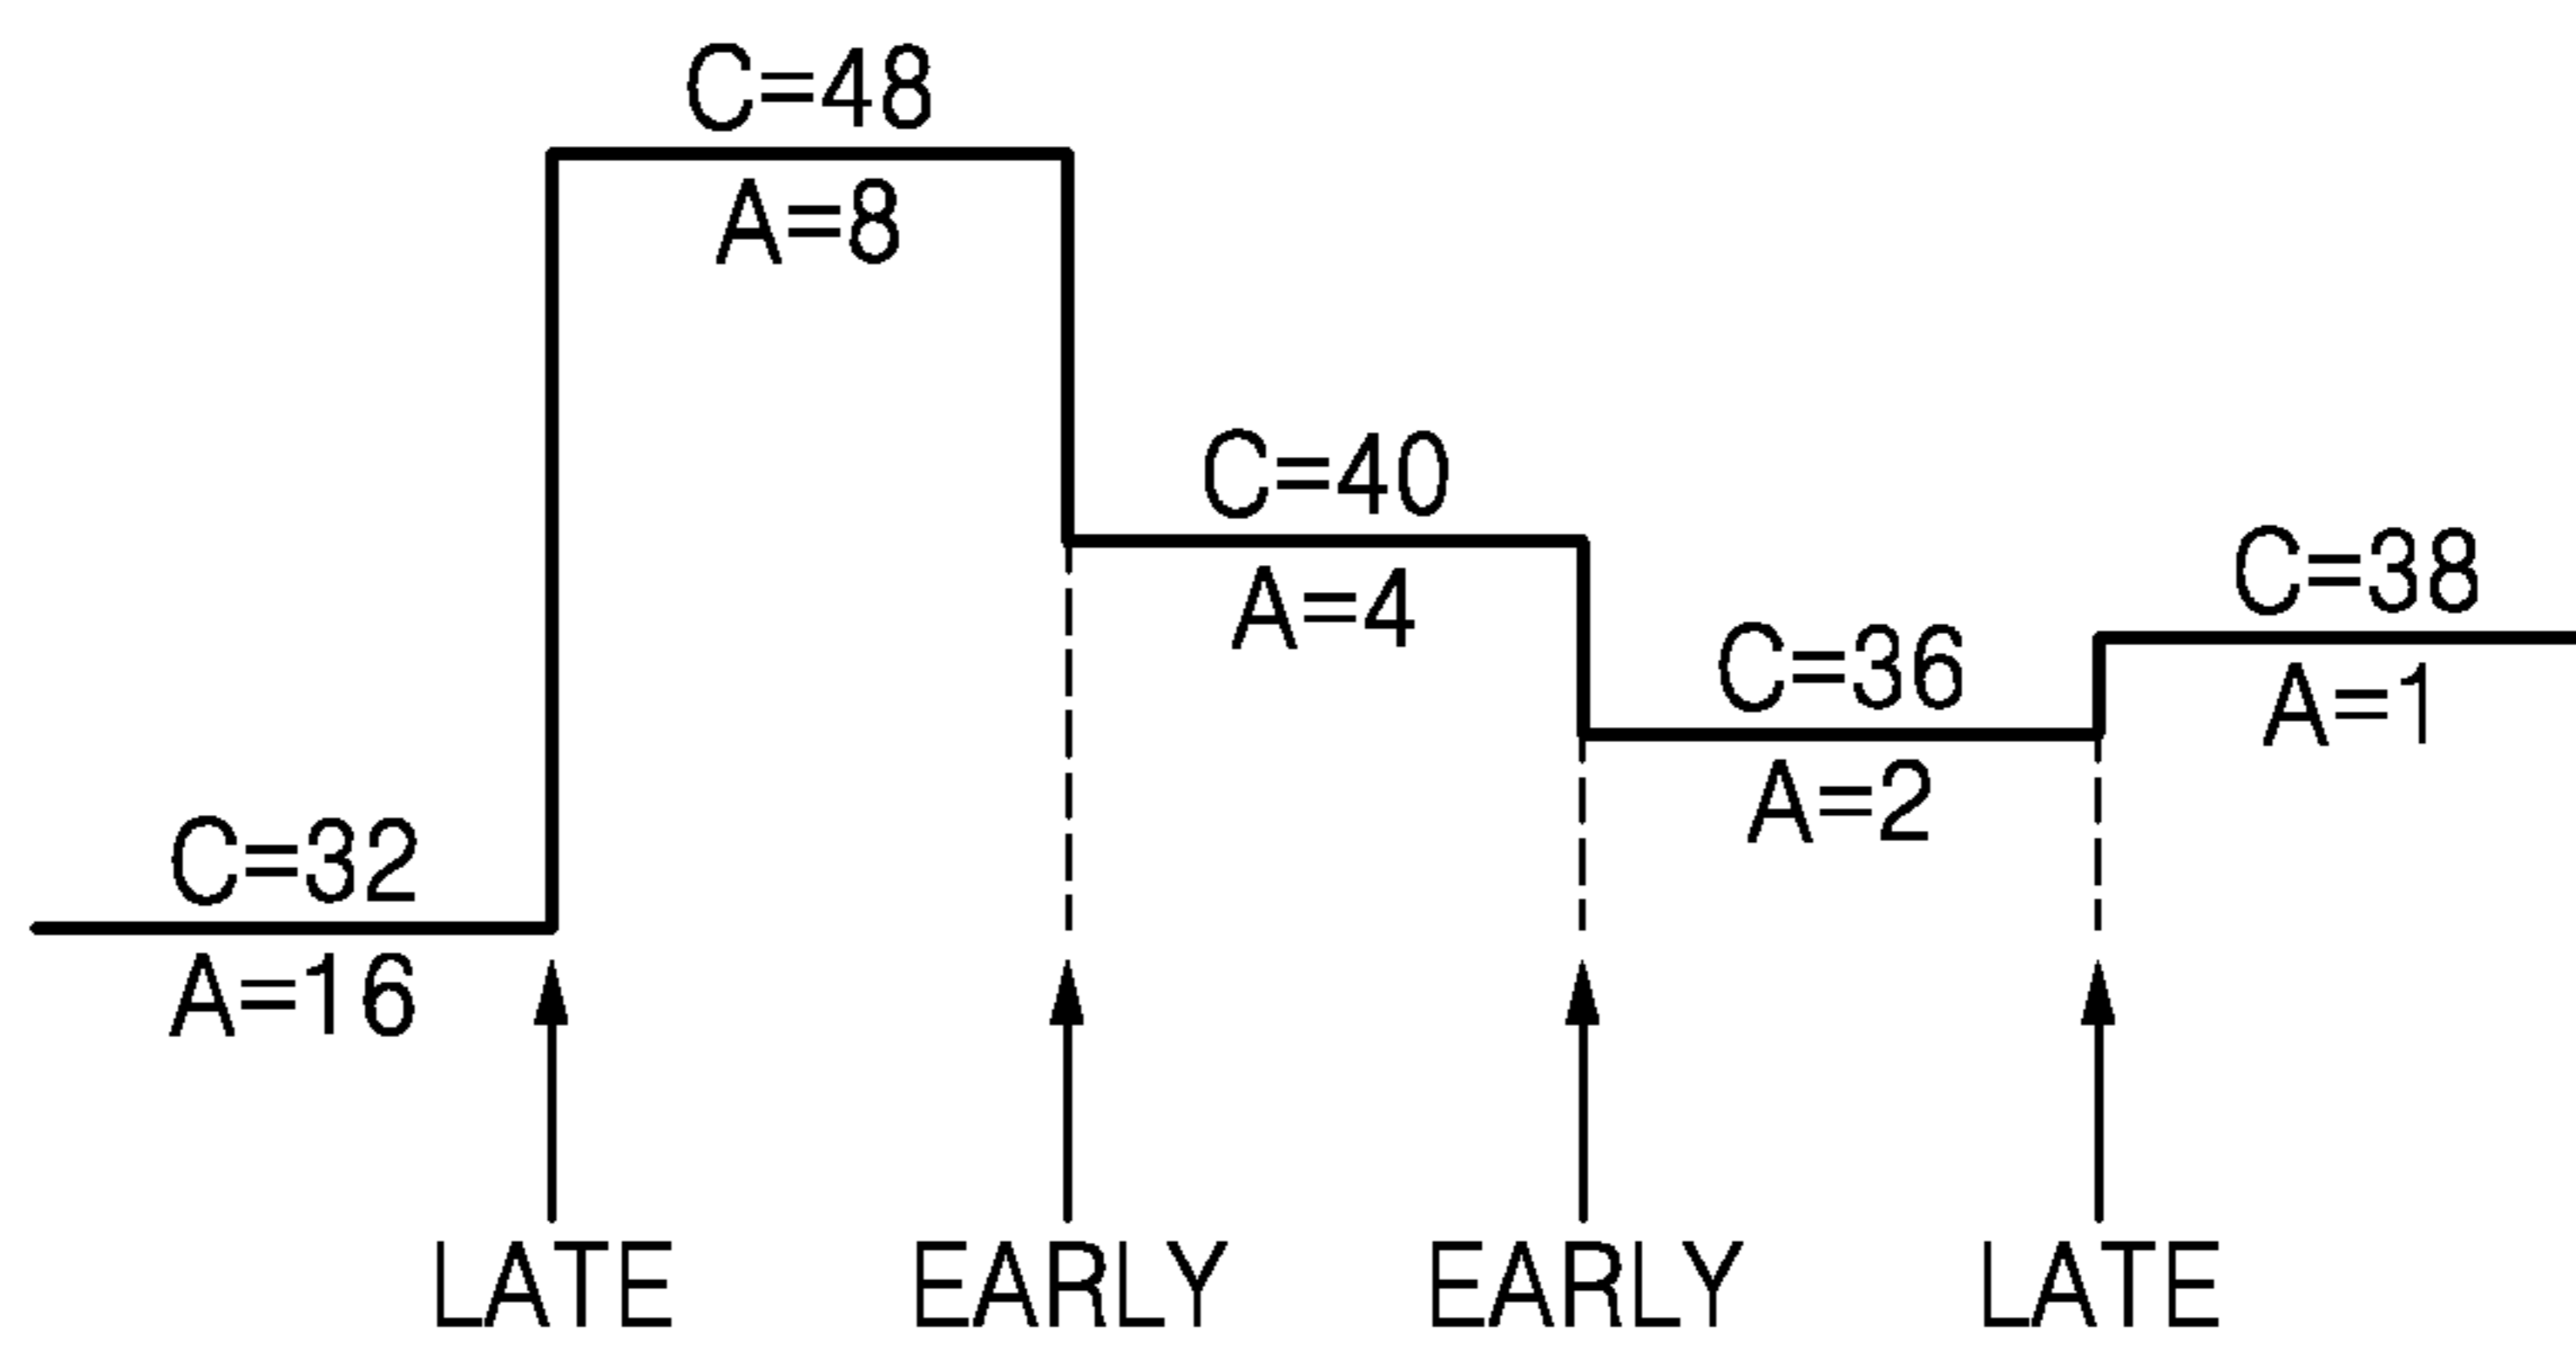 C=48
A=8
C=40
A=4
C=38
A=1
C=36
A=2
C=32
A=16
LATE EARLY EARLY LATE